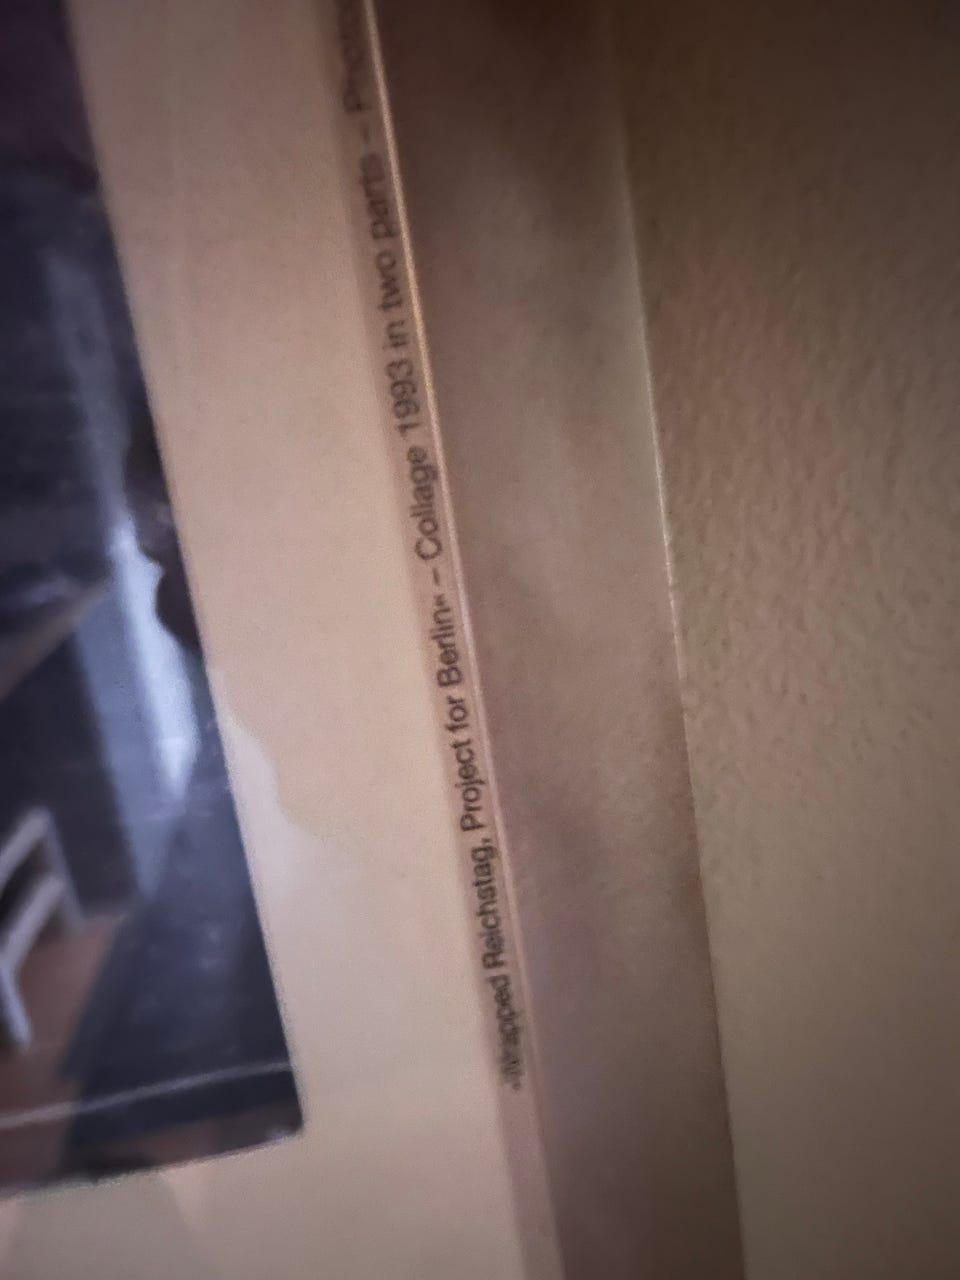 »Wrapped Reichstag, Project for Berlin« – Collage 1993 in two parts –